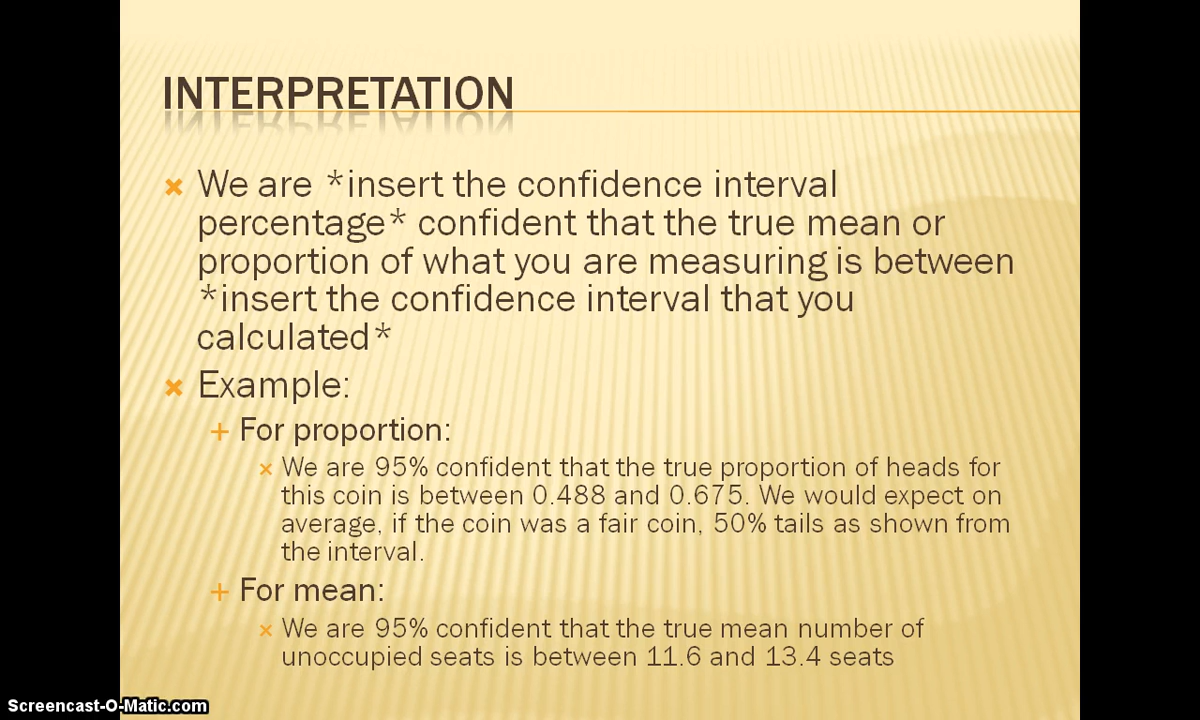 INTERPRETATION
We are *insert the confidence interval
percentage* confident that the true mean or
proportion of what you are measuring is between
*insert the confidence interval that you
calculated*
Example:
For proportion:
We are 95% confident that the true proportion of heads for
this coin is between 0.488 and 0.675. We would expect on
average, if the coin was a fair coin, 50% tails as shown from
the interval.
For mean:
We are 95% confident that the true mean number of
unoccupied seats is between 11.6 and 13.4 seats
Screencast-O-Matic.com